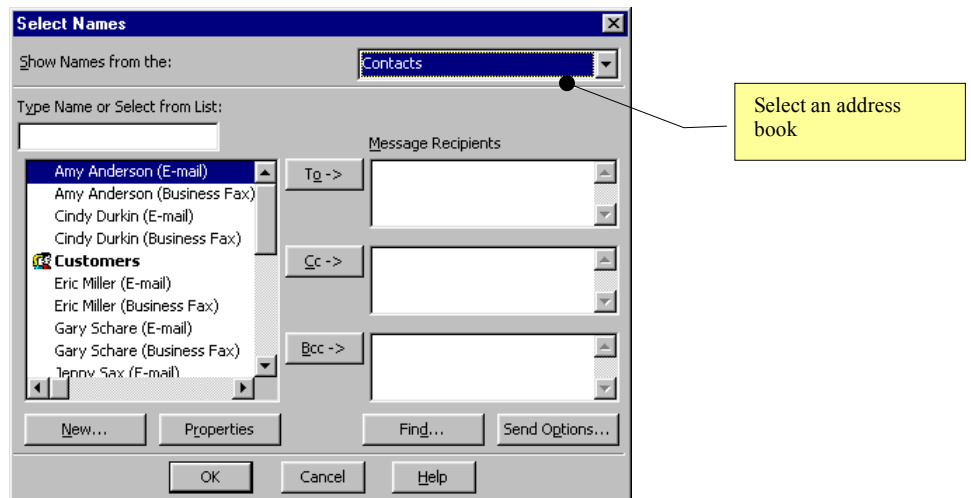 Select Names
Show Names from the:
Contacts
Select an address
book
Type Name or Select from List:
Message Recipients
Amy Anderson (E-mail)
Amy Anderson (Business Fax)
Cindy Durkin (E-mail)
Cindy Durkin (Business Fax)
Customers
Eric Miller (E-mail)
Eric Miller (Business Fax)
Gary Schare (E-mail)
Gary Schare (Business Fax)
Jenny Sax (E-mail)
To ->
Cc ->
Bcc ->
New...
Properties
Find...
Send Options...
OK
Cancel
Help